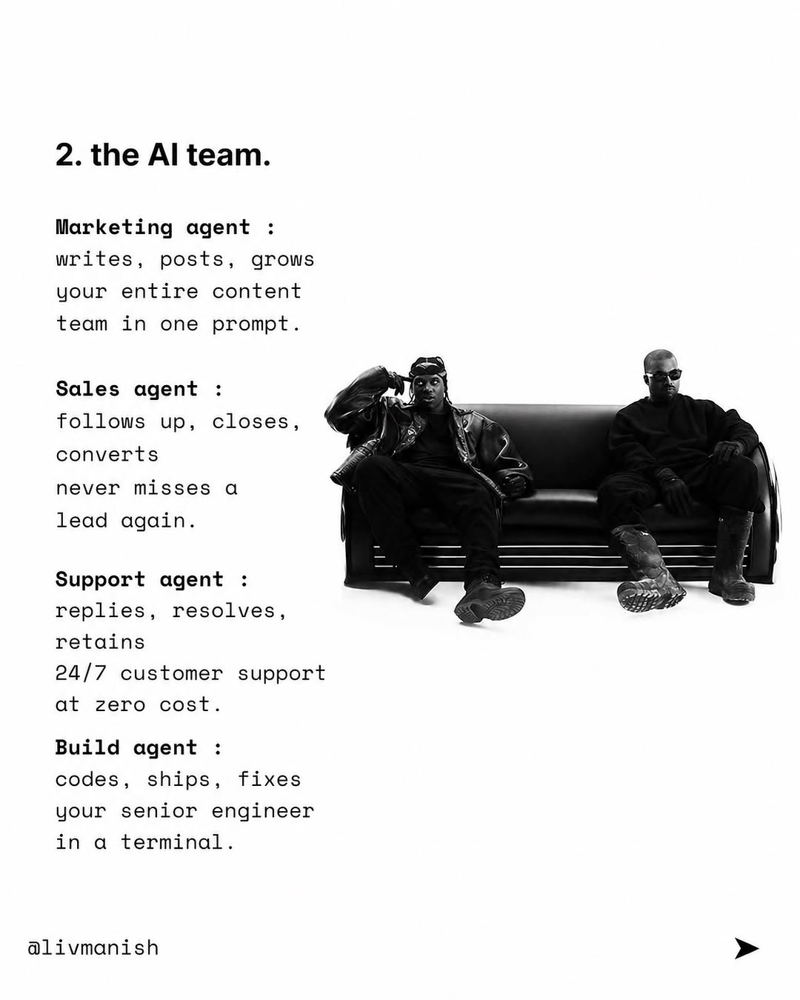 2. the AI team.
Marketing agent :
writes, posts, grows
your entire content
team in one prompt.
Sales agent :
follows up, closes,
converts
never misses a
lead again.
Support agent :
replies, resolves,
retains
24/7 customer support
at zero cost.
Build agent :
codes, ships, fixes
your senior engineer
in a terminal.
@livmanish